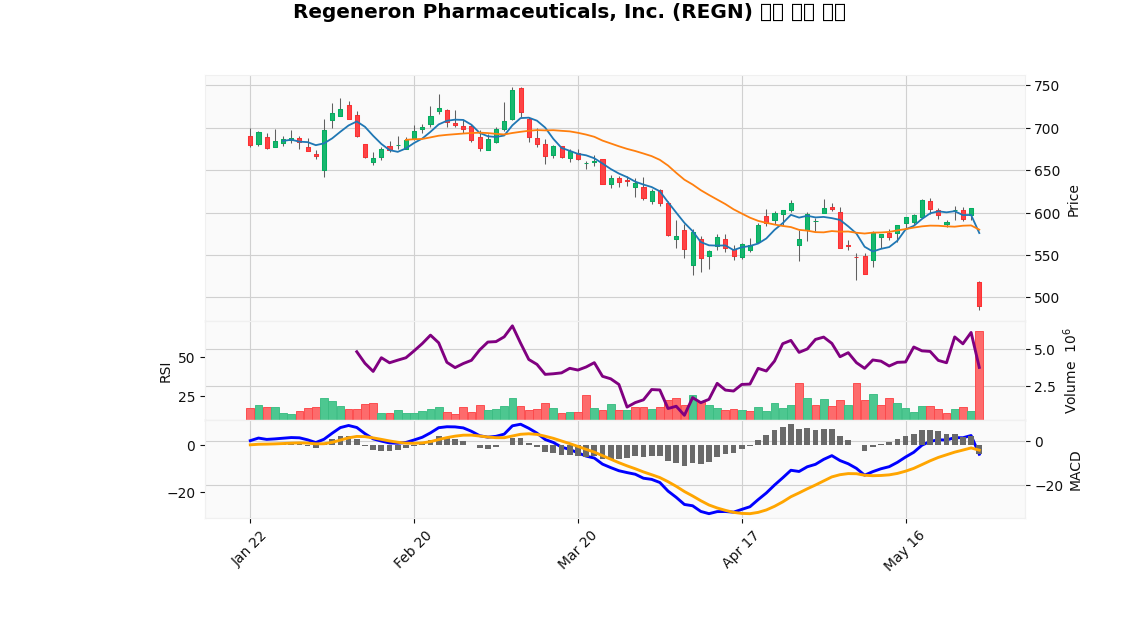 Regeneron Pharmaceuticals, Inc. (REGN)
750
700
650
600
550
500
Price
50
25
RSI
5.0
2.5
Volume 10^6
0
−20
0
−20
MACD
Jan 22
Feb 20
Mar 20
Apr 17
May 16